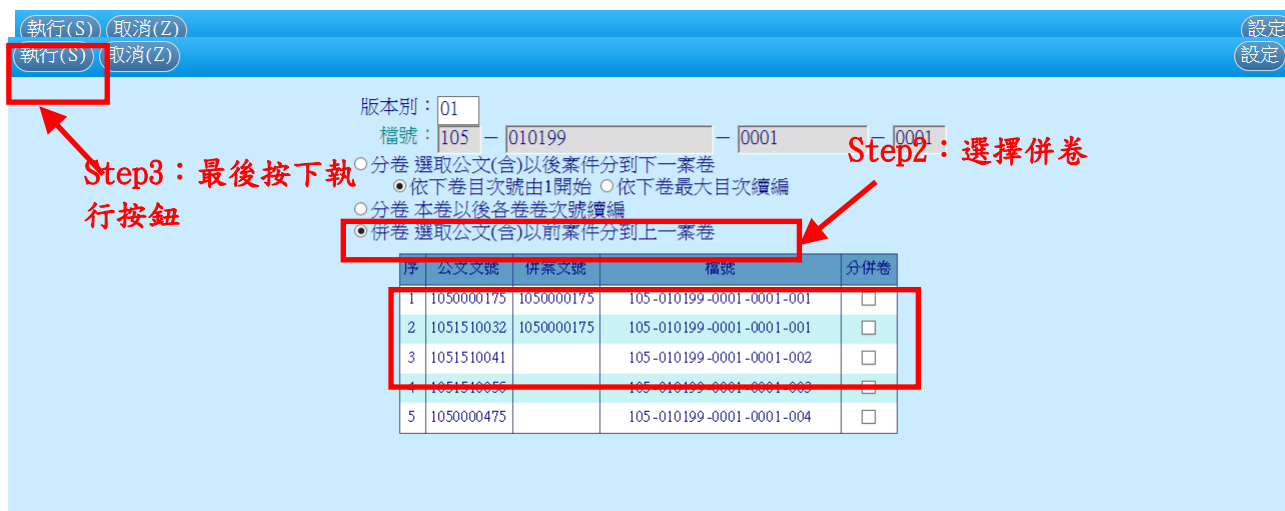 執行(S) 取消(Z) 設定
執行(S) 取消(Z) 設定
版本別：01
檔號：105 － 010199 － 0001 － 0001
Step2：選擇併卷
分卷 選取公文(含)以後案件分到下一案卷
Step3：最後按下執
行按鈕
依下卷目次號由1開始 依下卷最大目次續編
分卷 本卷以後各卷卷次號續編
併卷 選取公文(含)以前案件分到上一案卷
序 公文文號 併案文號 檔號 分併卷
1 1050000175 1050000175 105-010199-0001-0001-001
2 1051510032 1050000175 105-010199-0001-0001-001
3 1051510041 105-010199-0001-0001-002
4 1051510056 105-010199-0001-0001-003
5 1050000475 105-010199-0001-0001-004